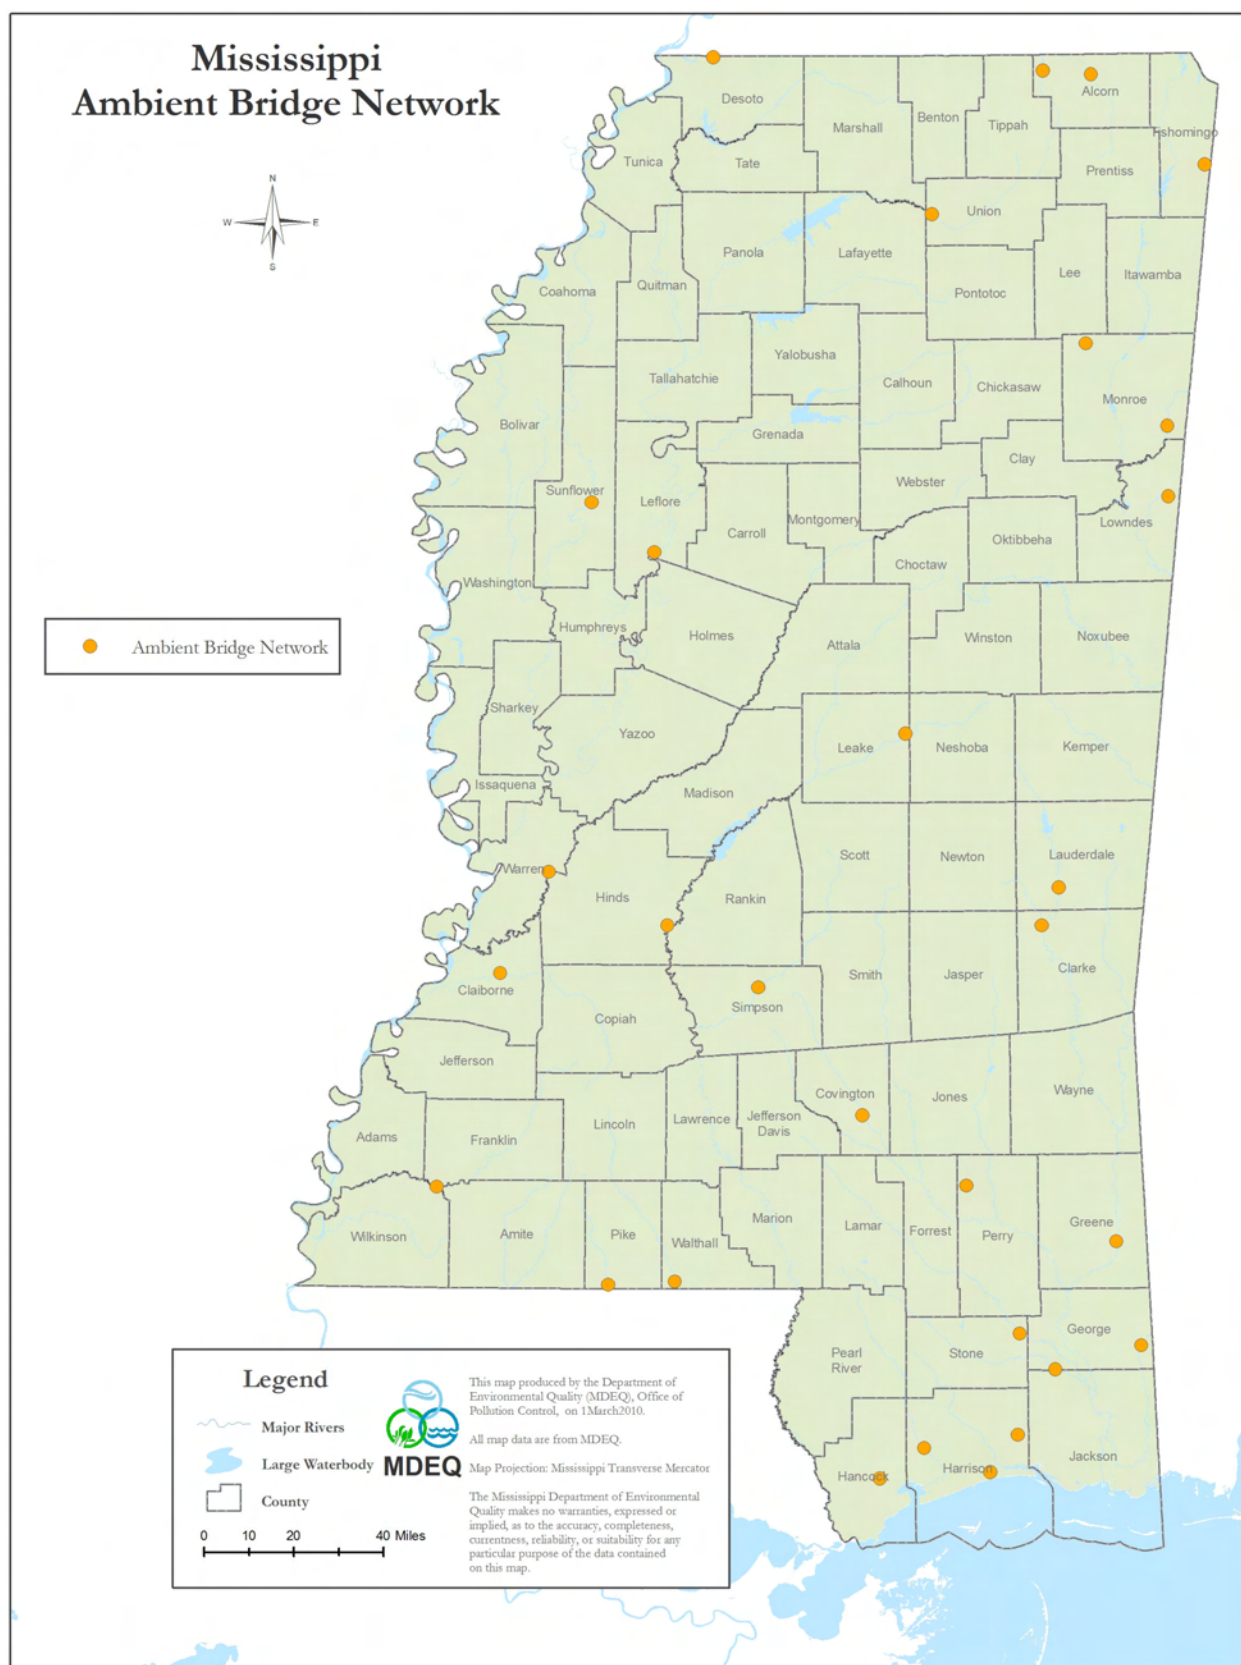 Mississippi
Ambient Bridge Network
N
W E
S
Desoto
Marshall
Benton
Tippah
Alcorn
Tishomingo
Tunica
Tate
Prentiss
Union
Panola
Lafayette
Coahoma
Quitman
Pontotoc
Lee
Itawamba
Yalobusha
Tallahatchie
Calhoun
Chickasaw
Monroe
Bolivar
Grenada
Clay
Sunflower
Leflore
Webster
Carroll
Montgomery
Lowndes
Oktibbeha
Choctaw
Washington
Humphreys
Holmes
Attala
Winston
Noxubee
Ambient Bridge Network
Sharkey
Yazoo
Leake
Neshoba
Kemper
Issaquena
Madison
Warren
Scott
Newton
Lauderdale
Hinds
Rankin
Claiborne
Smith
Jasper
Clarke
Simpson
Copiah
Jefferson
Covington
Jones
Wayne
Adams
Franklin
Lincoln
Lawrence
Jefferson
Davis
Wilkinson
Amite
Pike
Walthall
Marion
Lamar
Forrest
Perry
Greene
George
Pearl
River
Stone
Hancock
Harrison
Jackson
Legend
Major Rivers
Large Waterbody
County
0 10 20 40 Miles
MDEQ
This map produced by the Department of
Environmental Quality (MDEQ), Office of
Pollution Control, on 1March2010.
All map data are from MDEQ.
Map Projection: Mississippi Transverse Mercator
The Mississippi Department of Environmental
Quality makes no warranties, expressed or
implied, as to the accuracy, completeness,
currentness, reliability, or suitability for any
particular purpose of the data contained
on this map.